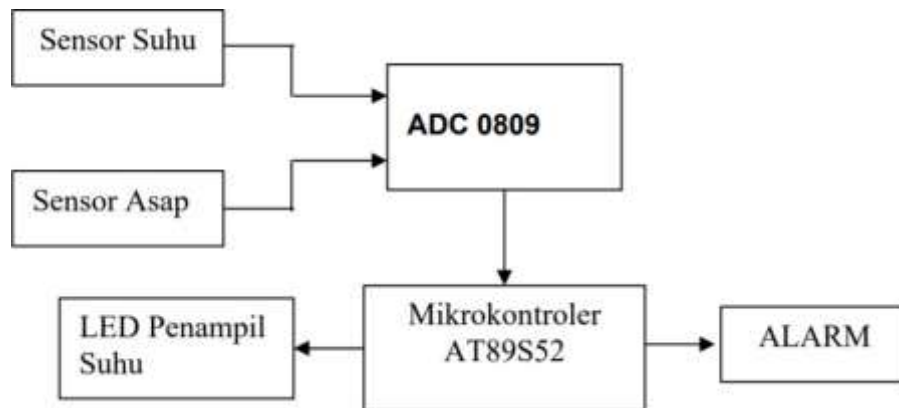 Sensor Suhu
ADC 0809
Sensor Asap
LED Penampil
Suhu
Mikrokontroler
AT89S52
ALARM